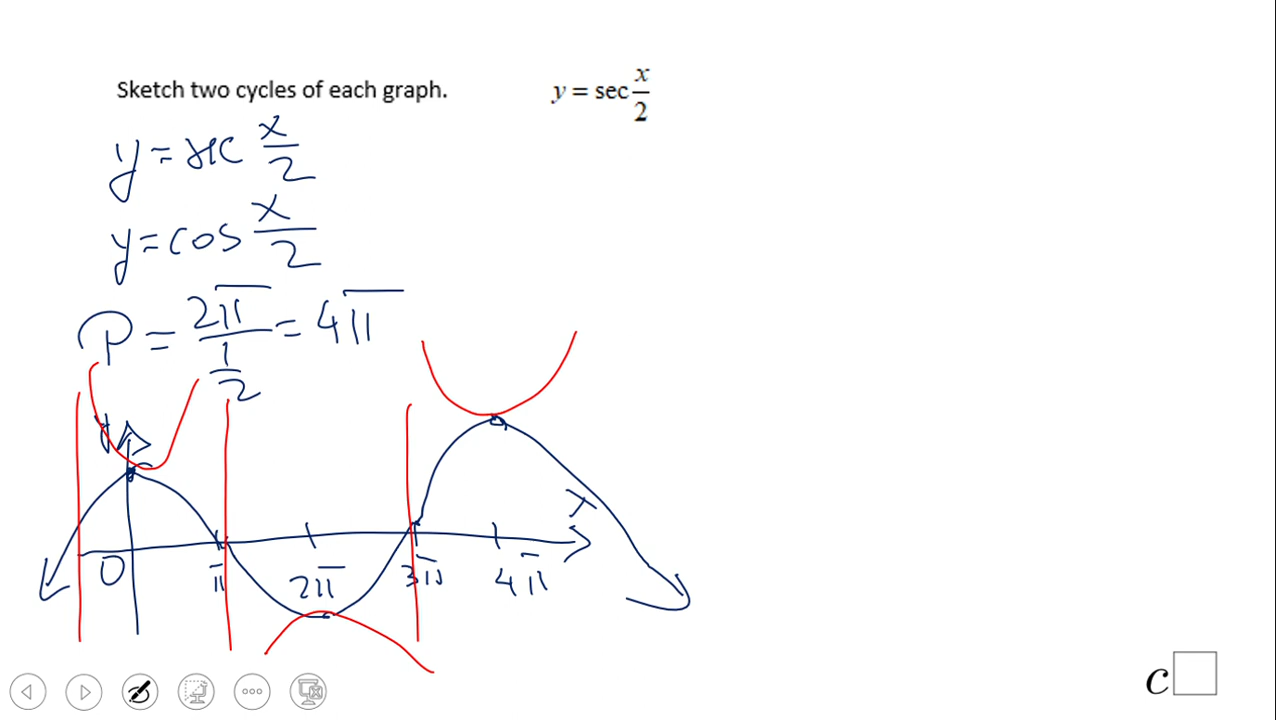 Sketch two cycles of each graph. y = sec x/2
y = sec x/2
y = cos x/2
P = 2π/(1/2) = 4π
y
x
0 π 2π 3π 4π
c